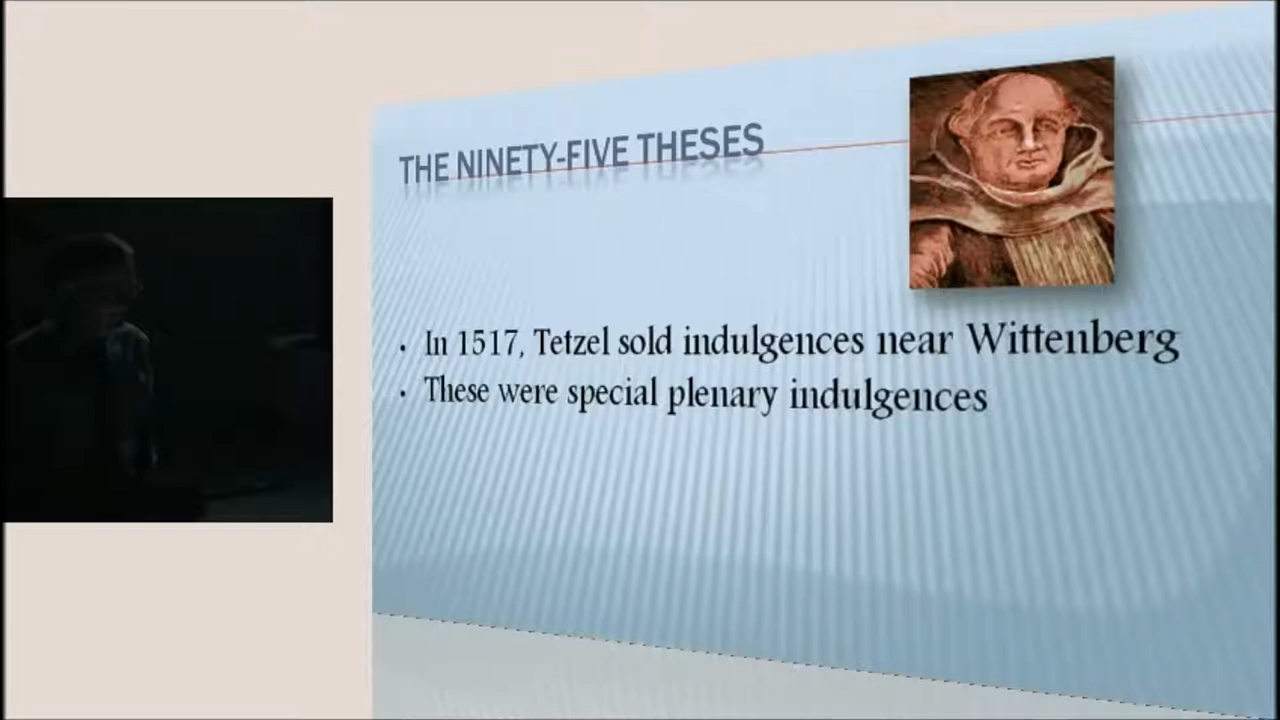 THE NINETY-FIVE THESES
• In 1517, Tetzel sold indulgences near Wittenberg
• These were special plenary indulgences